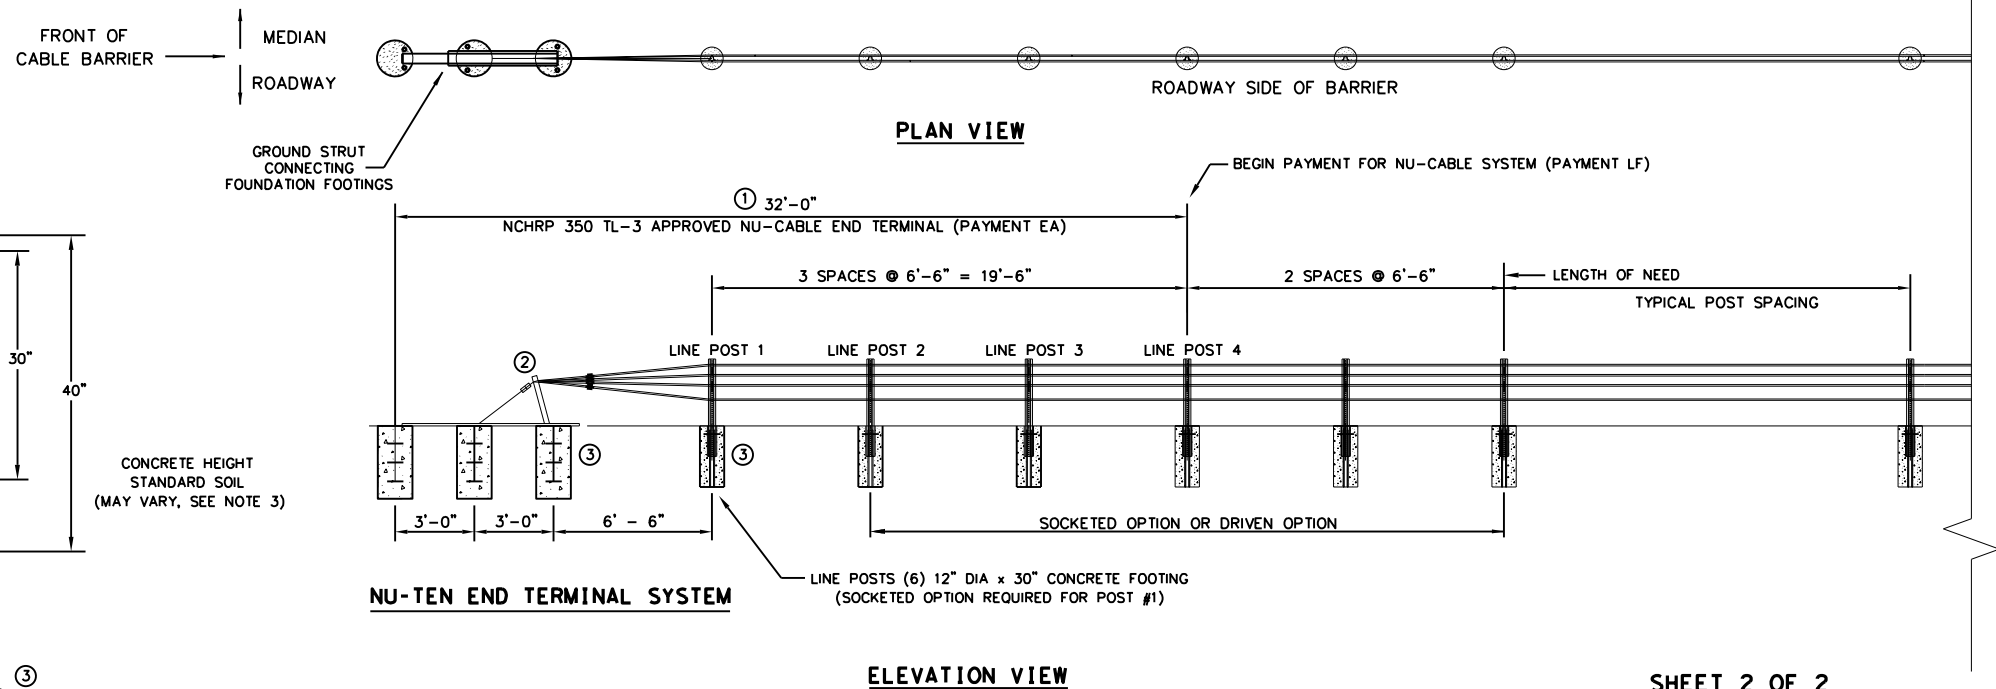 FRONT OF
CABLE BARRIER
MEDIAN
ROADWAY
ROADWAY SIDE OF BARRIER
PLAN VIEW
GROUND STRUT
CONNECTING
FOUNDATION FOOTINGS
BEGIN PAYMENT FOR NU-CABLE SYSTEM (PAYMENT LF)
① 32'-0"
NCHRP 350 TL-3 APPROVED NU-CABLE END TERMINAL (PAYMENT EA)
3 SPACES @ 6'-6" = 19'-6"
2 SPACES @ 6'-6"
LENGTH OF NEED
TYPICAL POST SPACING
30"
40"
②
LINE POST 1
LINE POST 2
LINE POST 3
LINE POST 4
③
③
CONCRETE HEIGHT
STANDARD SOIL
(MAY VARY, SEE NOTE 3)
3'-0"
3'-0"
6' - 6"
SOCKETED OPTION OR DRIVEN OPTION
LINE POSTS (6) 12" DIA x 30" CONCRETE FOOTING
(SOCKETED OPTION REQUIRED FOR POST #1)
NU-TEN END TERMINAL SYSTEM
③
ELEVATION VIEW
SHEET 2 OF 2